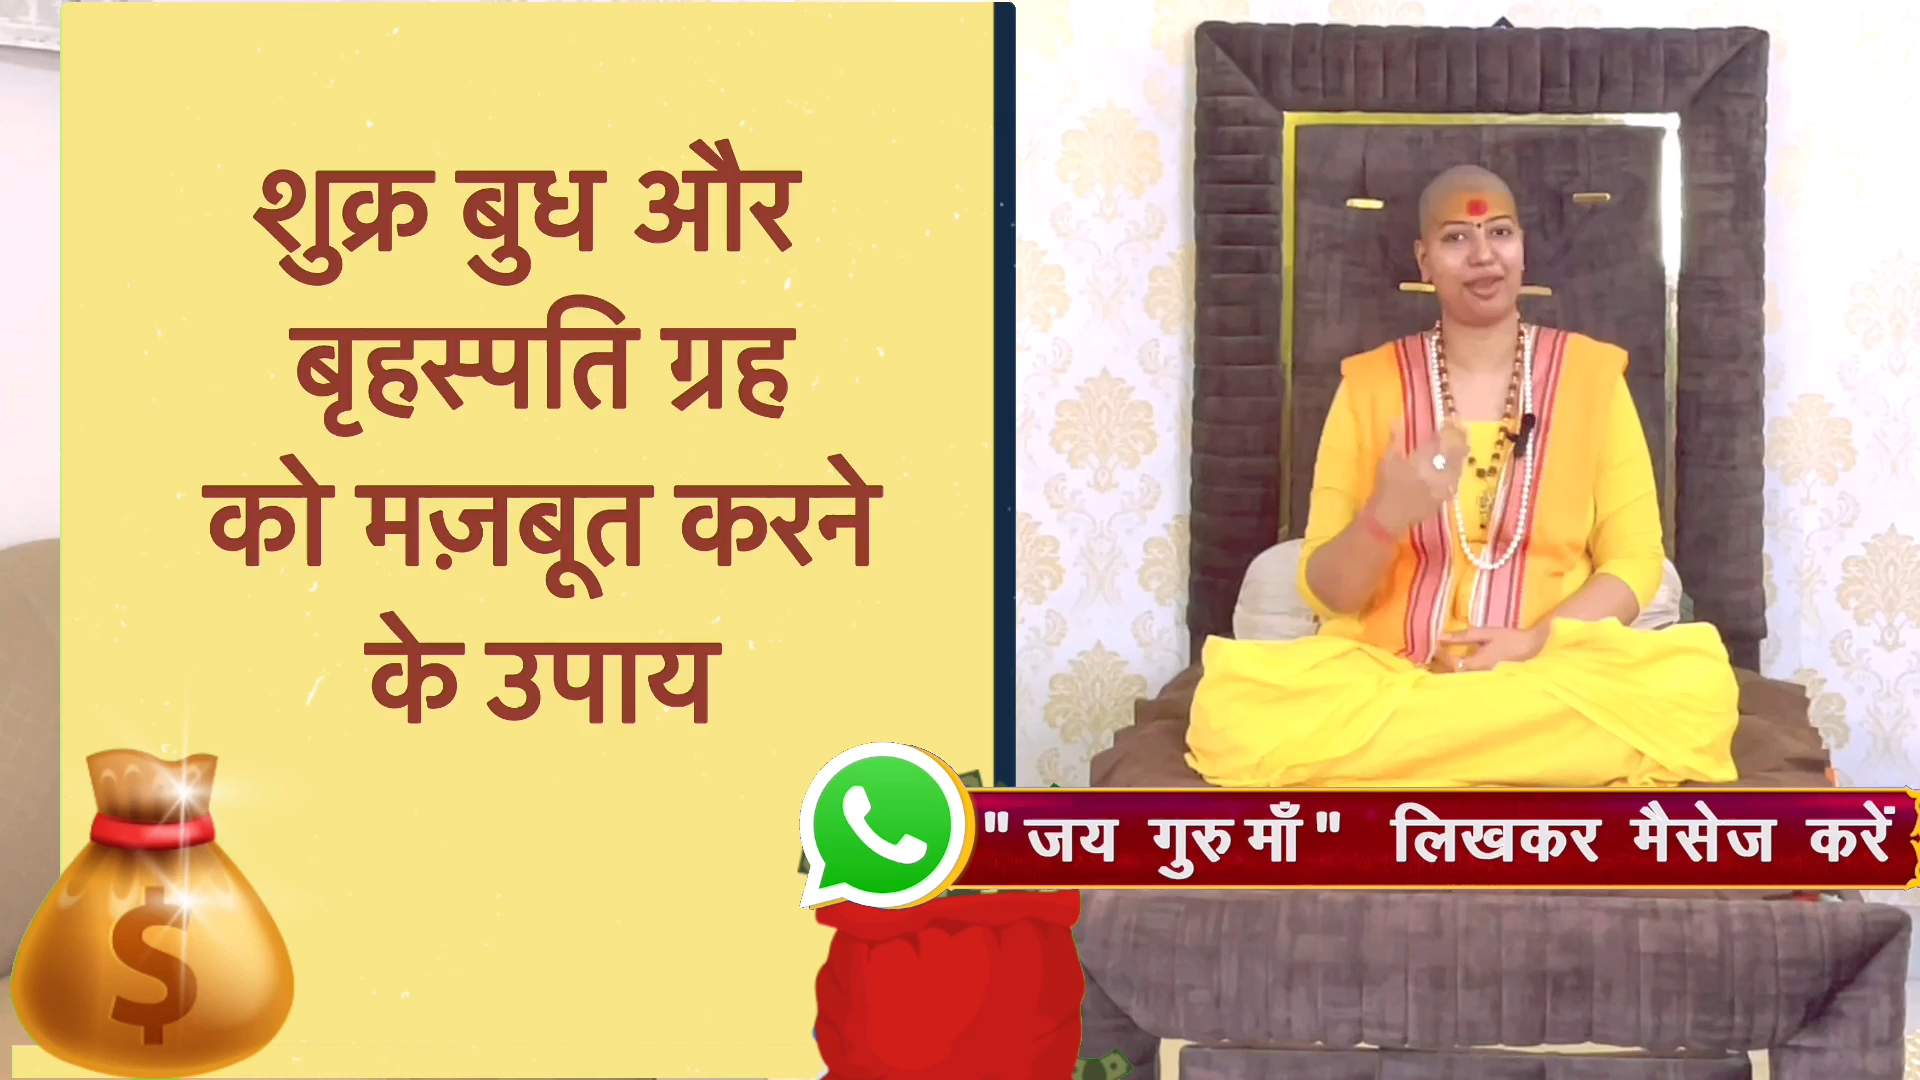 शुक्र बुध और
बृहस्पति ग्रह
को मज़बूत करने
के उपाय
"जय गुरु माँ" लिखकर मैसेज करें
$